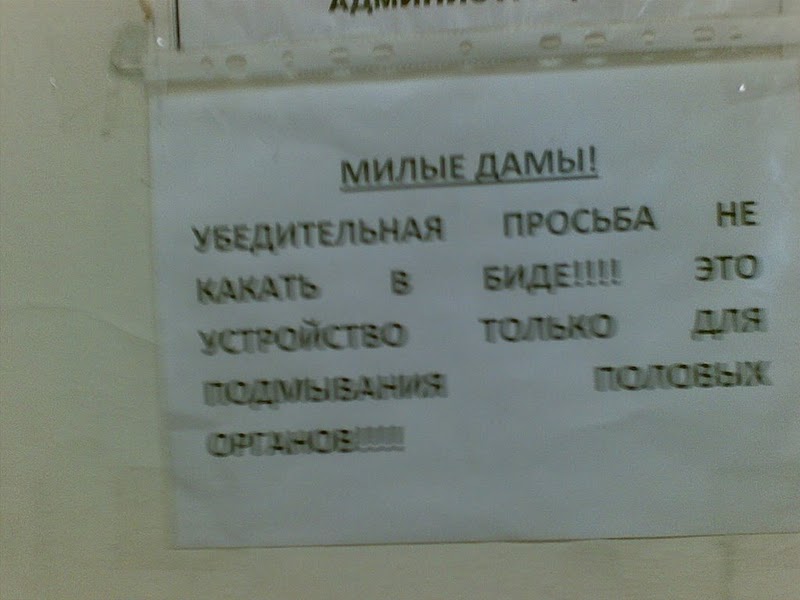 МИЛЫЕ ДАМЫ!
УБЕДИТЕЛЬНАЯ ПРОСЬБА НЕ
КАКАТЬ В БИДЕ!!!! ЭТО
УСТРОЙСТВО ТОЛЬКО ДЛЯ
ПОДМЫВАНИЯ ПОЛОВЫХ
ОРГАНОВ!!!!!